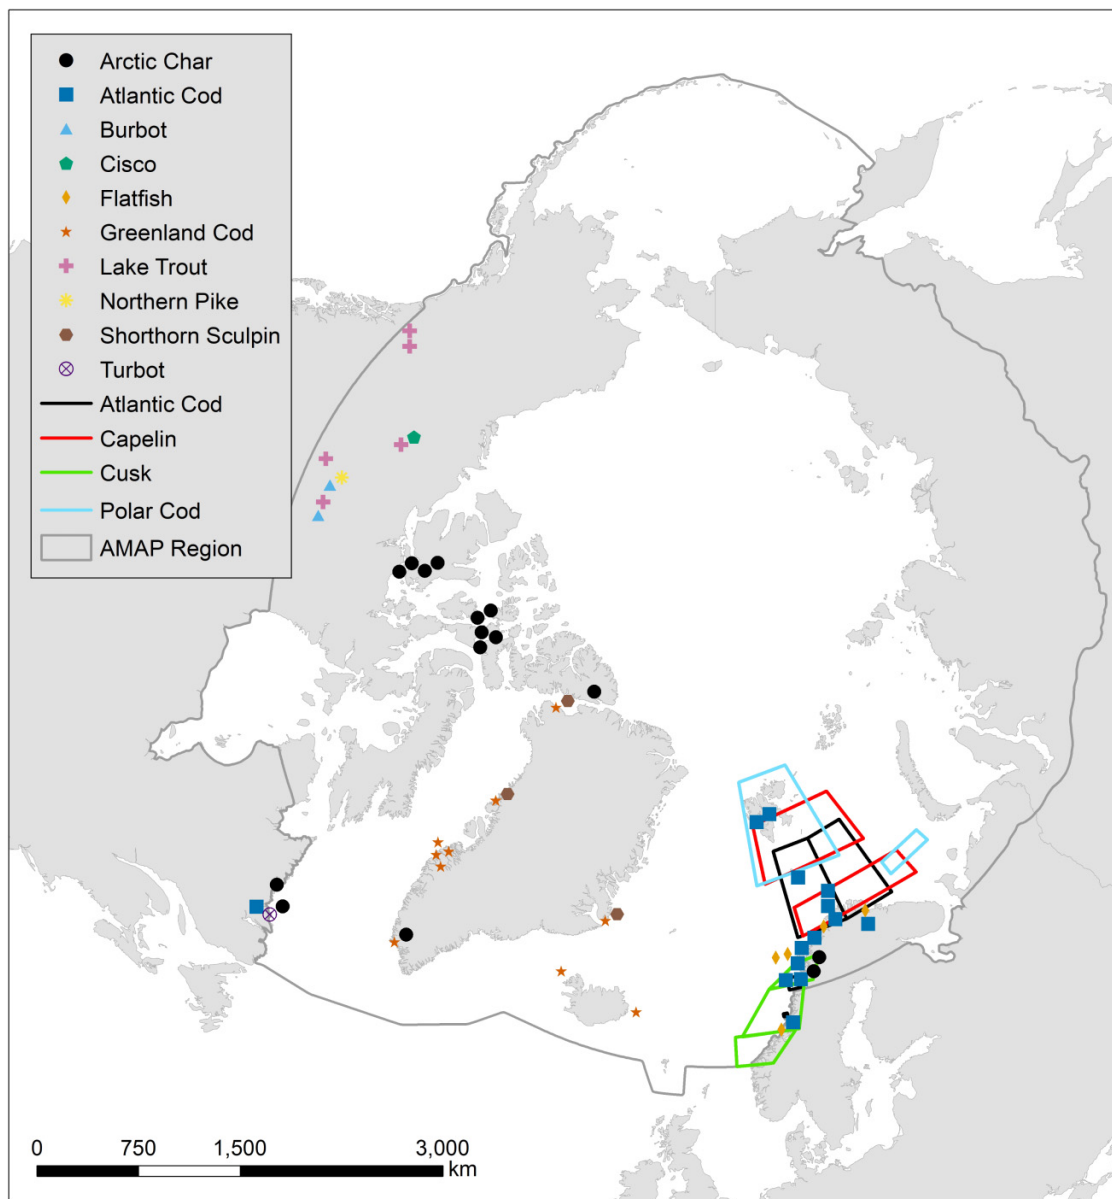 Arctic Char
Atlantic Cod
Burbot
Cisco
Flatfish
Greenland Cod
Lake Trout
Northern Pike
Shorthorn Sculpin
Turbot
Atlantic Cod
Capelin
Cusk
Polar Cod
AMAP Region
0 750 1,500 3,000
km